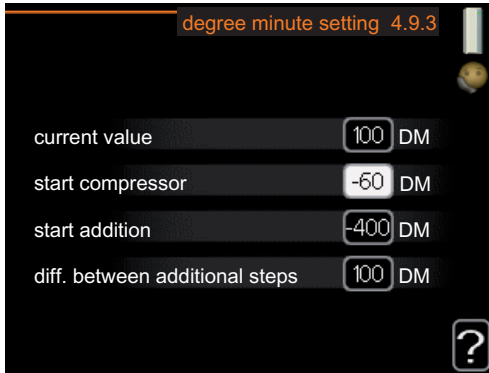 degree minute setting 4.9.3
current value 100 DM
start compressor -60 DM
start addition -400 DM
diff. between additional steps 100 DM
?